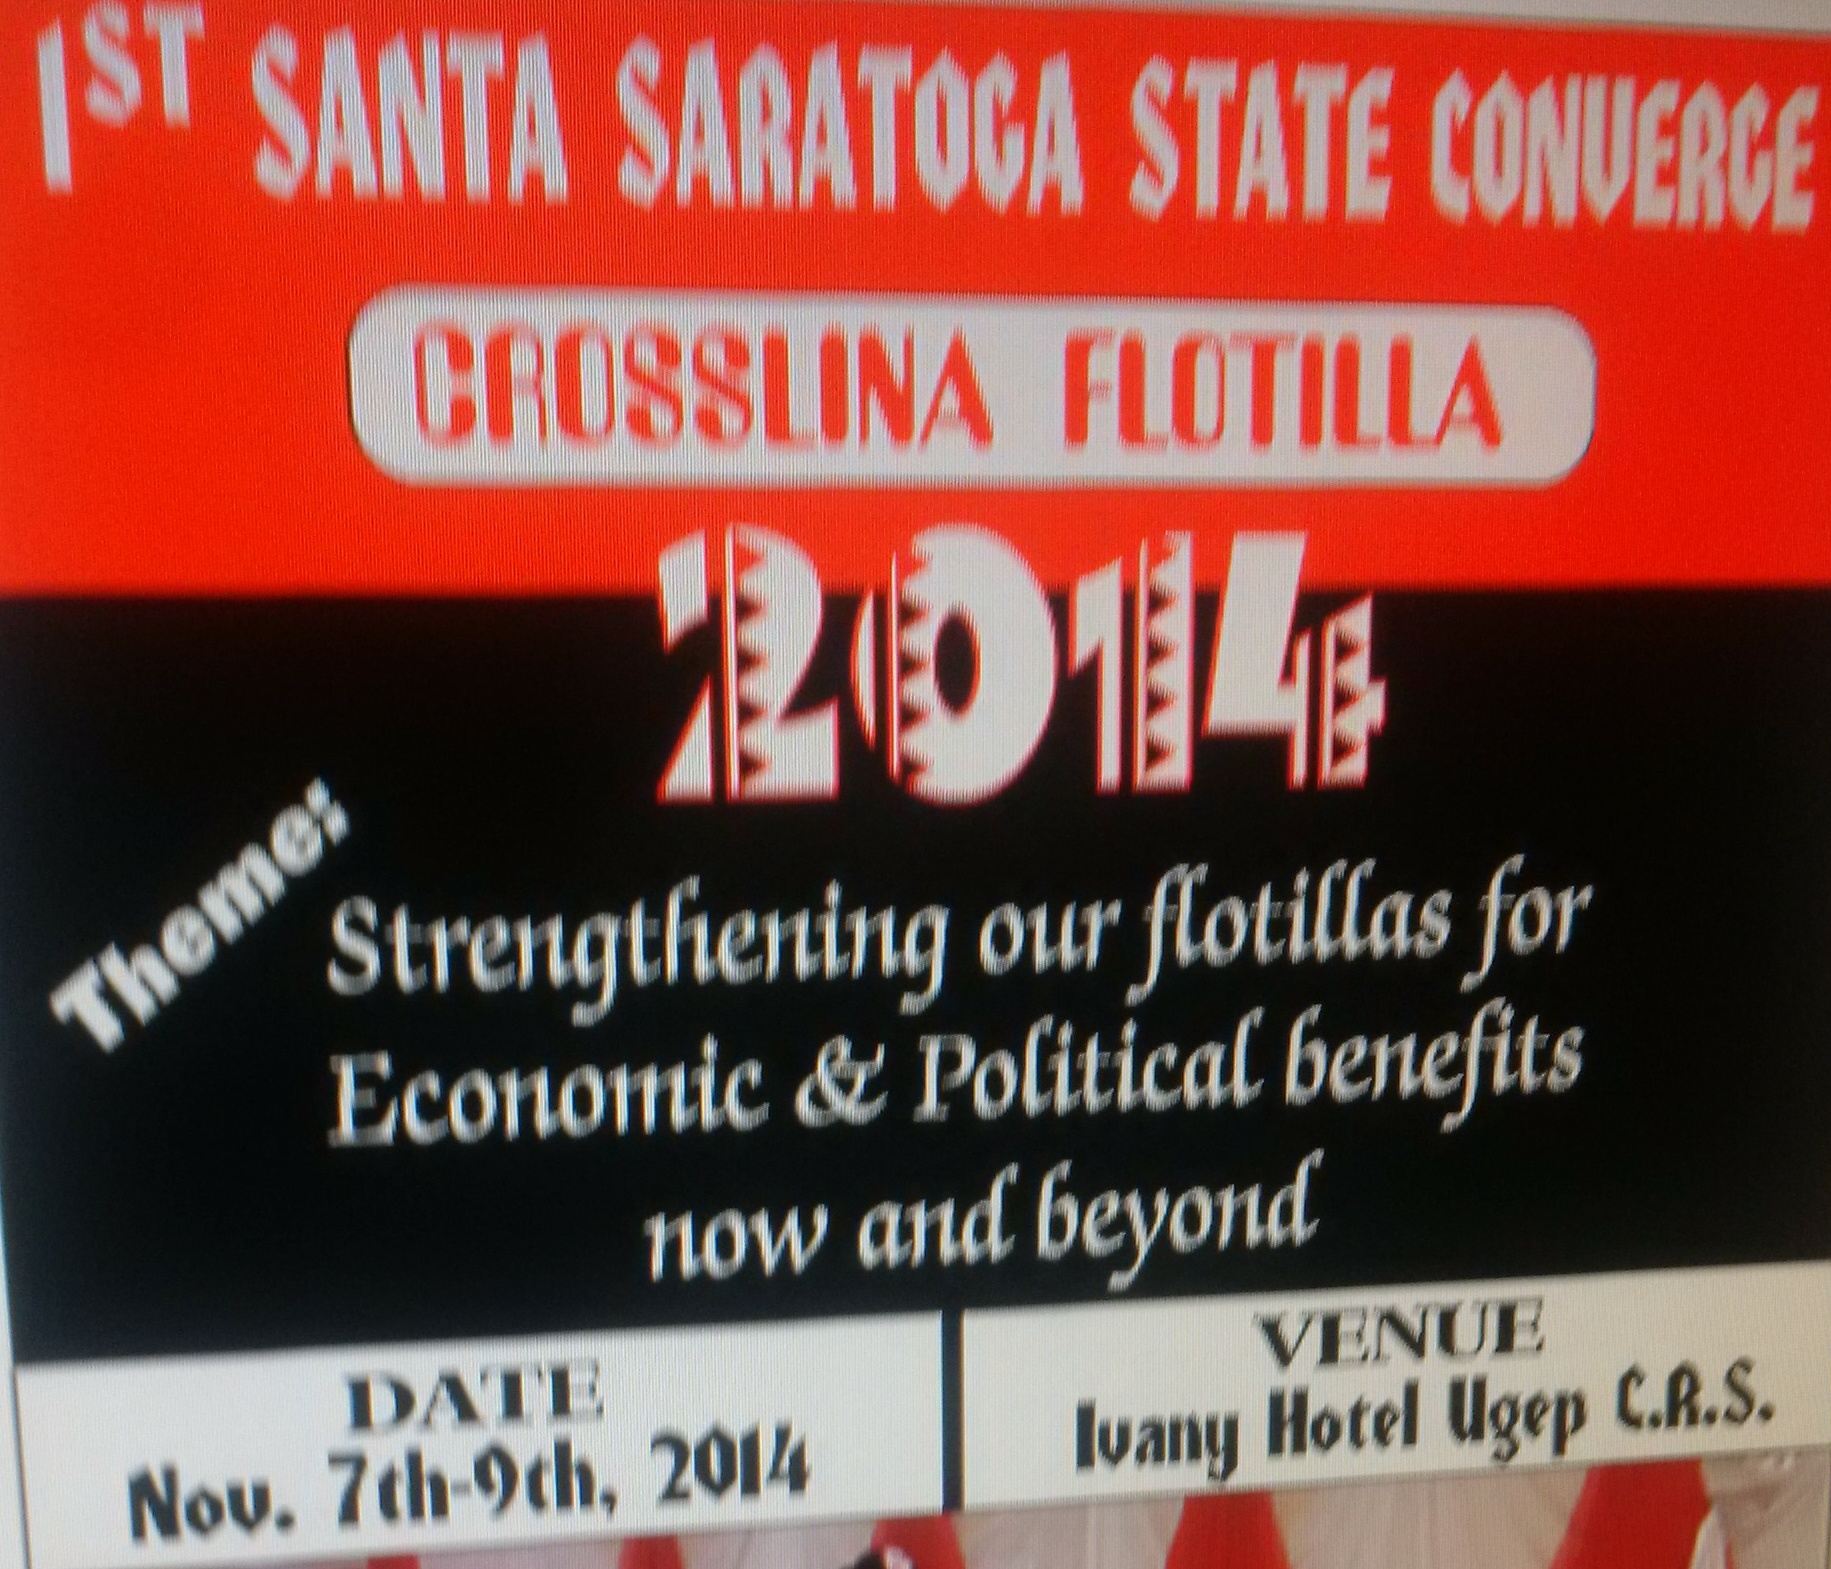 1ST SANTA SARATOGA STATE CONVERGE
CROSSLINA FLOTILLA
2014
Theme:
Strengthening our flotillas for
Economic & Political benefits
now and beyond
DATE
Nov. 7th-9th, 2014
VENUE
Ivany Hotel Ugep C.R.S.